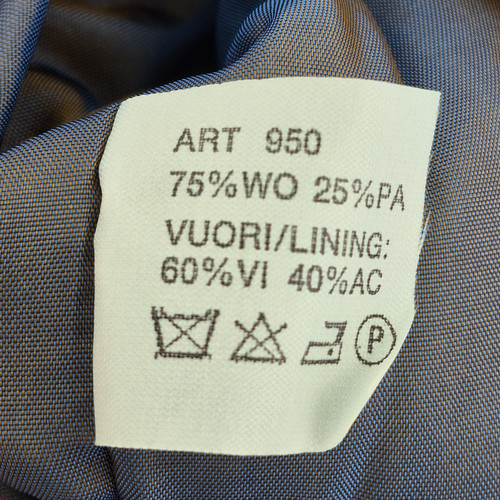 ART 950
75%WO 25%PA
VUORI/LINING:
60%VI 40%AC
P